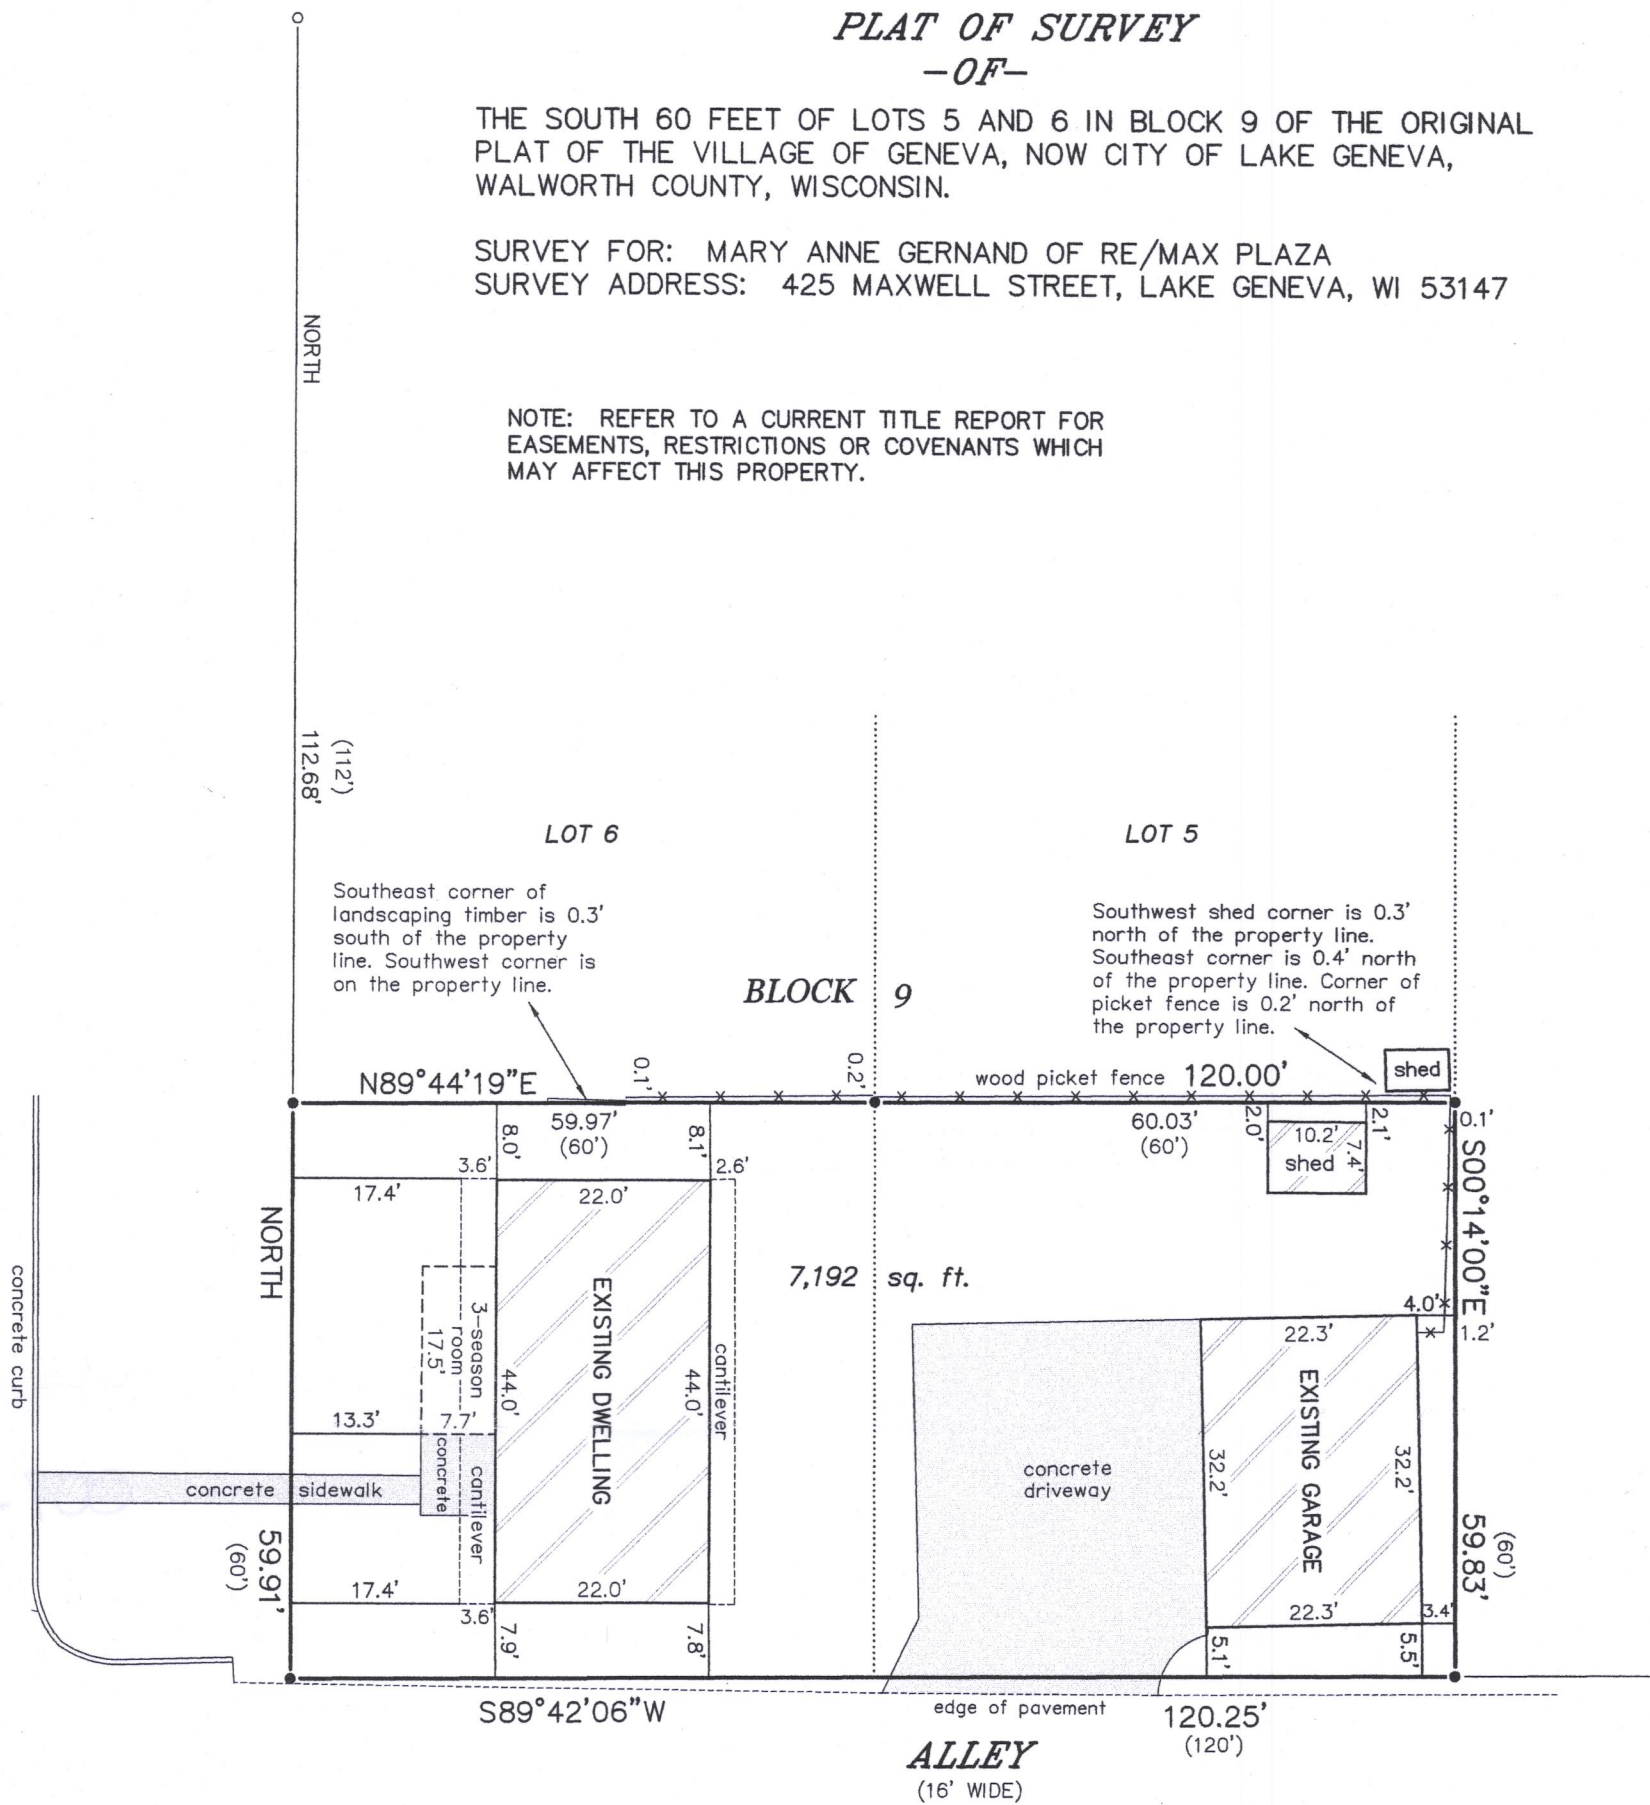 PLAT OF SURVEY
-OF-
THE SOUTH 60 FEET OF LOTS 5 AND 6 IN BLOCK 9 OF THE ORIGINAL
PLAT OF THE VILLAGE OF GENEVA, NOW CITY OF LAKE GENEVA,
WALWORTH COUNTY, WISCONSIN.
SURVEY FOR: MARY ANNE GERNAND OF RE/MAX PLAZA
SURVEY ADDRESS: 425 MAXWELL STREET, LAKE GENEVA, WI 53147
NORTH
NOTE: REFER TO A CURRENT TITLE REPORT FOR
EASEMENTS, RESTRICTIONS OR COVENANTS WHICH
MAY AFFECT THIS PROPERTY.
(112')
112.68'
LOT 6
LOT 5
Southeast corner of
landscaping timber is 0.3'
south of the property
line. Southwest corner is
on the property line.
Southwest shed corner is 0.3'
north of the property line.
Southeast corner is 0.4' north
of the property line. Corner of
picket fence is 0.2' north of
the property line.
BLOCK 9
N89°44'19"E
0.1'
0.2'
wood picket fence
120.00'
shed
59.97'
(60')
60.03'
(60')
8.0'
8.1'
2.0'
2.1'
0.1'
10.2'
7.4'
shed
3.6'
2.6'
17.4'
22.0'
NORTH
S00°14'00"E
7,192 sq. ft.
concrete curb
3-season
room
17.5'
44.0'
EXISTING DWELLING
44.0'
cantilever
4.0'
1.2'
22.3'
EXISTING GARAGE
32.2'
32.2'
13.3'
7.7'
concrete
cantilever
concrete sidewalk
concrete
driveway
59.91'
(60')
59.83'
(60')
17.4'
22.0'
22.3'
3.4'
3.6'
7.9'
7.8'
5.1'
5.5'
S89°42'06"W
edge of pavement
120.25'
(120')
ALLEY
(16' WIDE)